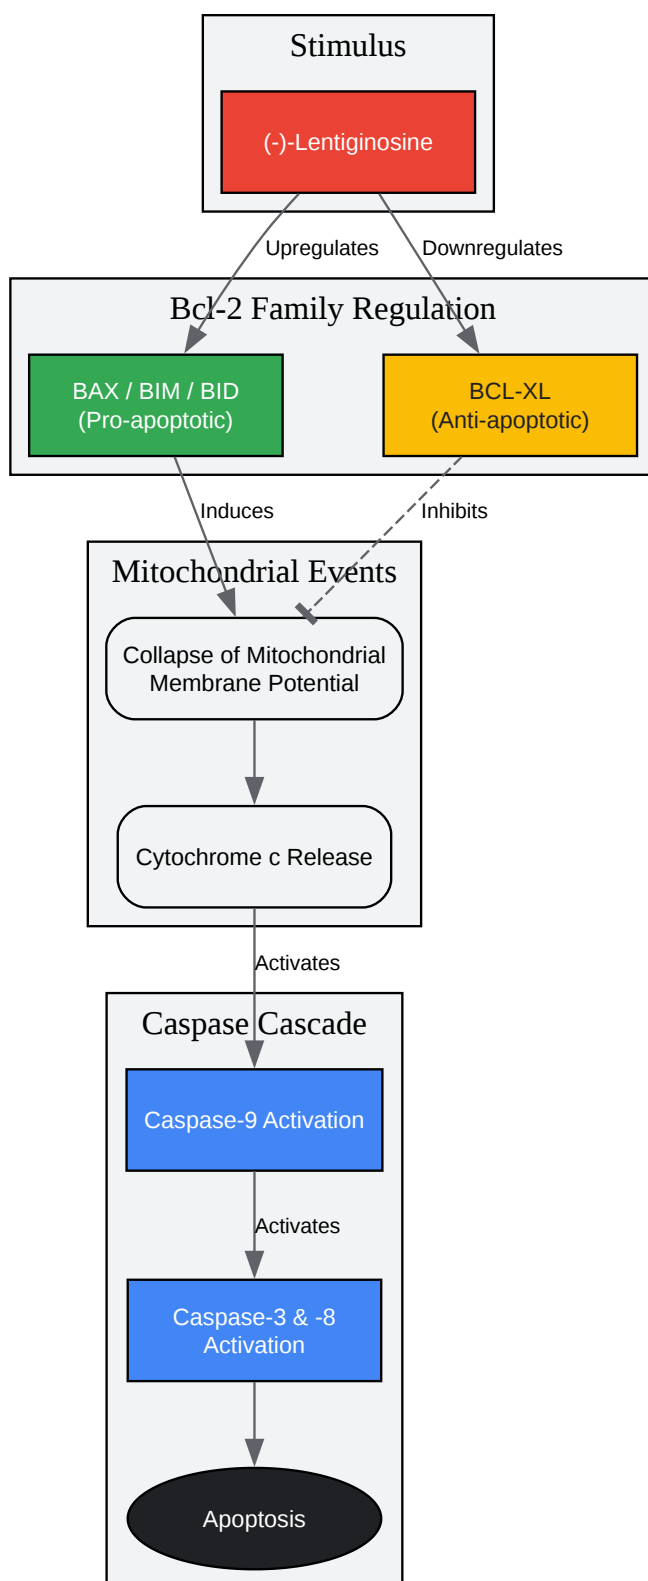 Stimulus
(-)-Lentiginosine
Upregulates
Downregulates
Bcl-2 Family Regulation
BAX / BIM / BID
(Pro-apoptotic)
BCL-XL
(Anti-apoptotic)
Induces
Inhibits
Mitochondrial Events
Collapse of Mitochondrial
Membrane Potential
Cytochrome c Release
Activates
Caspase Cascade
Caspase-9 Activation
Activates
Caspase-3 & -8
Activation
Apoptosis